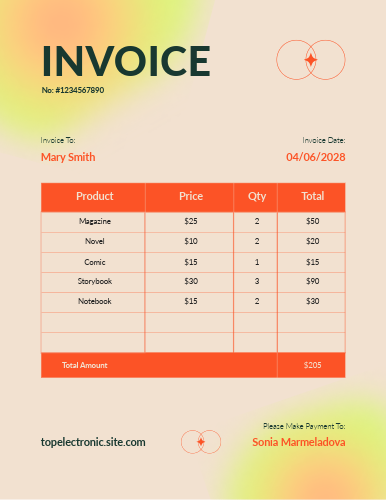 INVOICE
No: #1234567890
Invoice To: Invoice Date:
Mary Smith 04/06/2028
Product Price Qty Total
Magazine $25 2 $50
Novel $10 2 $20
Comic $15 1 $15
Storybook $30 3 $90
Notebook $15 2 $30
Total Amount $205
Please Make Payment To:
topelectronic.site.com Sonia Marmeladova